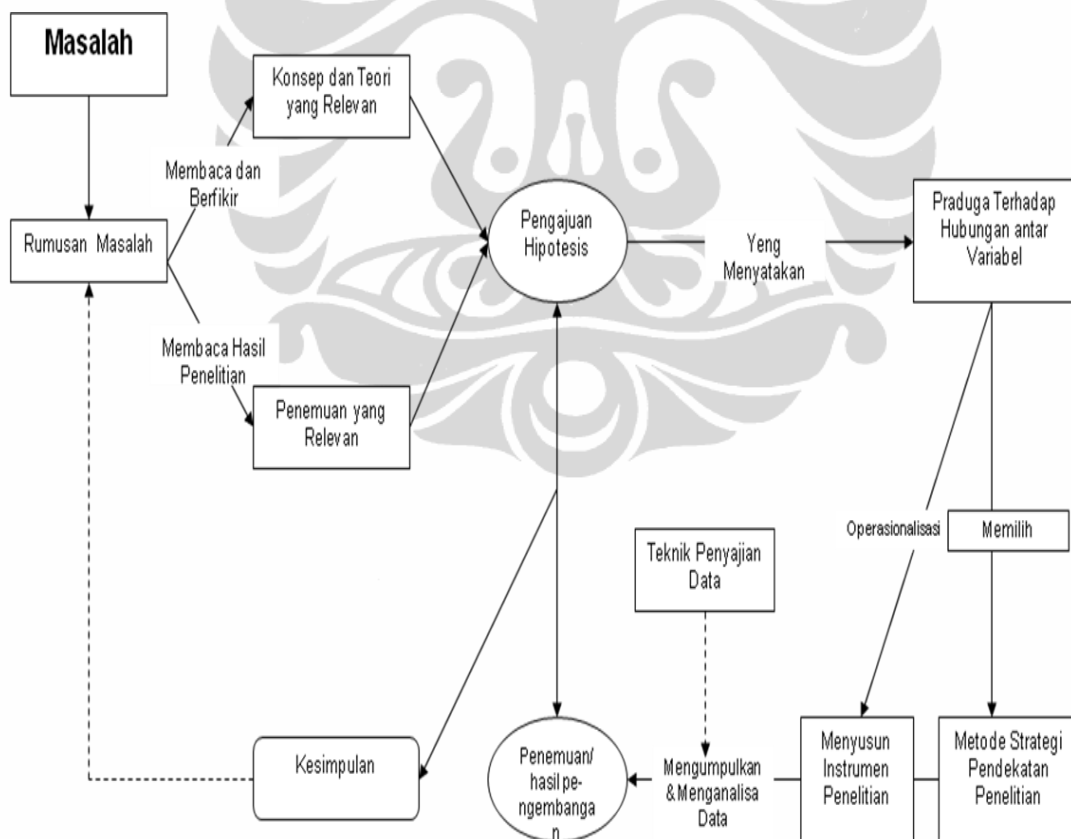 Masalah
Konsep dan Teori
yang Relevan
Membaca dan
Berfikir
Rumusan Masalah
Pengajuan
Hipotesis
Yeng
Menyatakan
Praduga Terhadap
Hubungan antar
Variabel
Membaca Hasil
Penelitian
Penemuan yang
Relevan
Operasionalisasi
Memilih
Teknik Penyajian
Data
Kesimpulan
Penemuan/
hasil pe-
ngembanga
n
Mengumpulkan
& Menganalisa
Data
Menyusun
Instrumen
Penelitian
Metode Strategi
Pendekatan
Penelitian